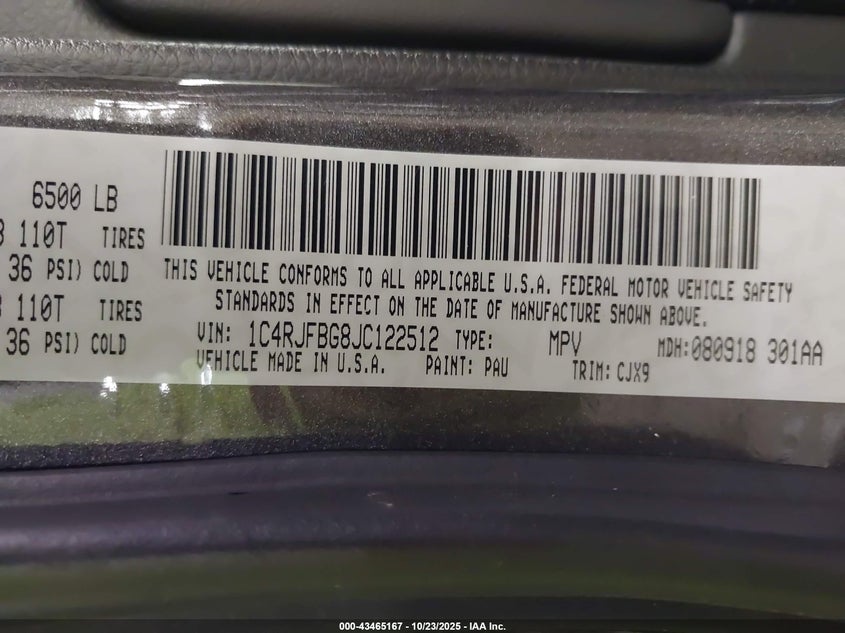 6500 LB
110T TIRES
36 PSI) COLD
110T TIRES
36 PSI) COLD
THIS VEHICLE CONFORMS TO ALL APPLICABLE U.S.A. FEDERAL MOTOR VEHICLE SAFETY
STANDARDS IN EFFECT ON THE DATE OF MANUFACTURE SHOWN ABOVE.
VIN: 1C4RJFBG8JC122512 TYPE: MPV MDH:080918 301AA
VEHICLE MADE IN U.S.A. PAINT: PAU TRIM: CJX9
000-43465167 - 10/23/2025 - IAA Inc.